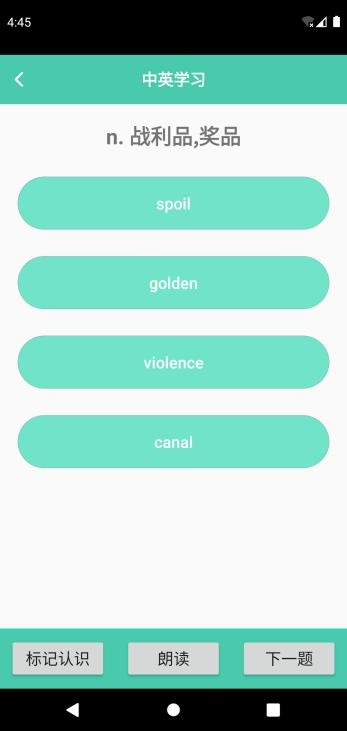 4:45
中英学习
n. 战利品,奖品
spoil
golden
violence
canal
标记认识
朗读
下一题